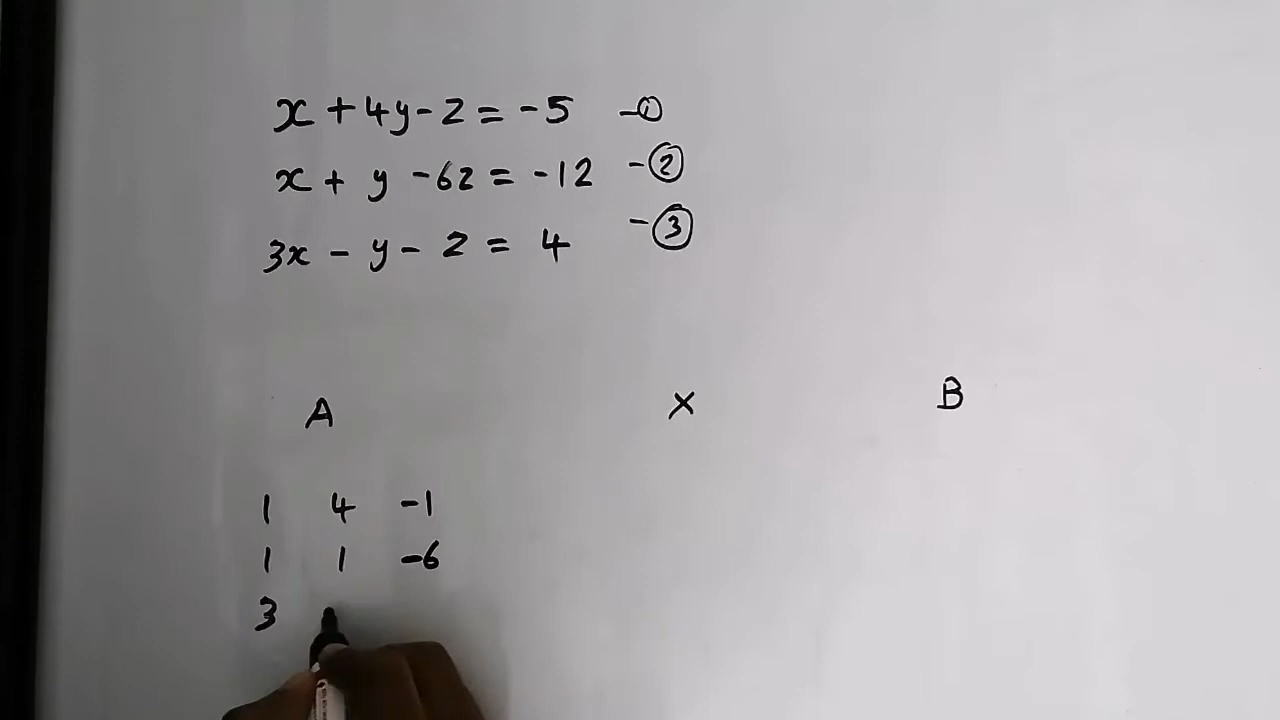 x + 4y - z = -5 -①
x + y - 6z = -12 -②
3x - y - z = 4 -③
A X B
1 4 -1
1 1 -6
3